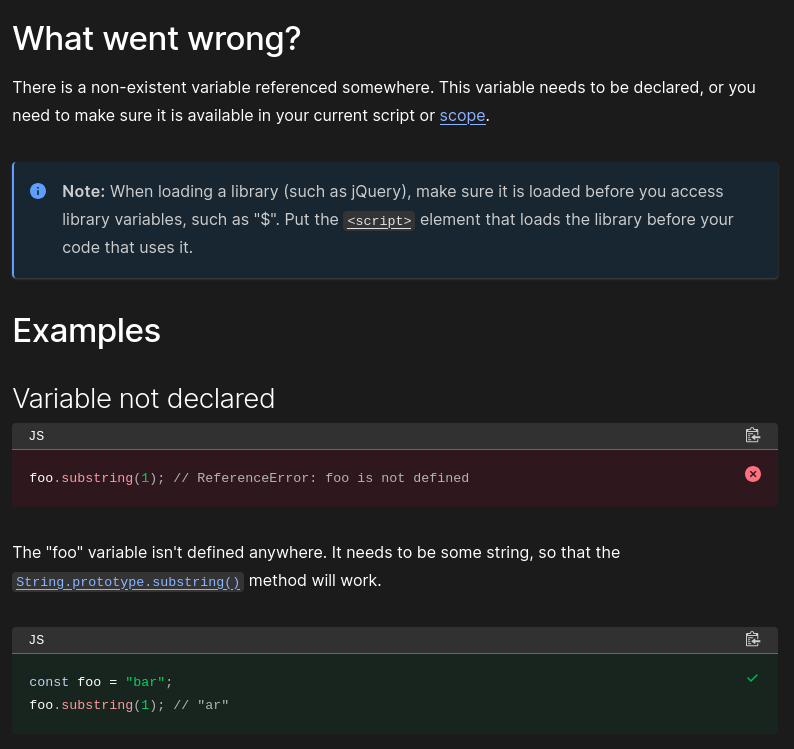 What went wrong?
There is a non-existent variable referenced somewhere. This variable needs to be declared, or you
need to make sure it is available in your current script or scope.
Note: When loading a library (such as jQuery), make sure it is loaded before you access
library variables, such as "$". Put the <script> element that loads the library before your
code that uses it.
Examples
Variable not declared
JS
foo.substring(1); // ReferenceError: foo is not defined
The "foo" variable isn't defined anywhere. It needs to be some string, so that the
String.prototype.substring() method will work.
JS
const foo = "bar";
foo.substring(1); // "ar"